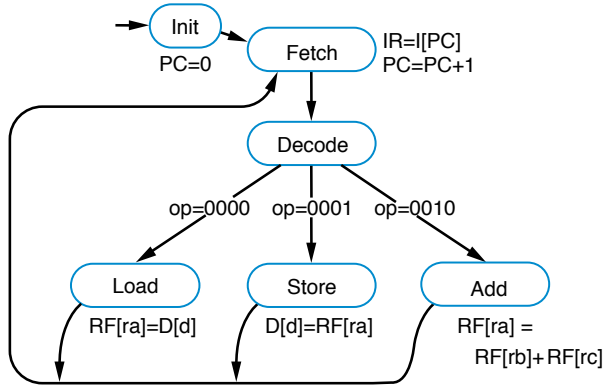 Init
PC=0
Fetch
IR=I[PC]
PC=PC+1
Decode
op=0000
op=0001
op=0010
Load
RF[ra]=D[d]
Store
D[d]=RF[ra]
Add
RF[ra] =
RF[rb]+RF[rc]